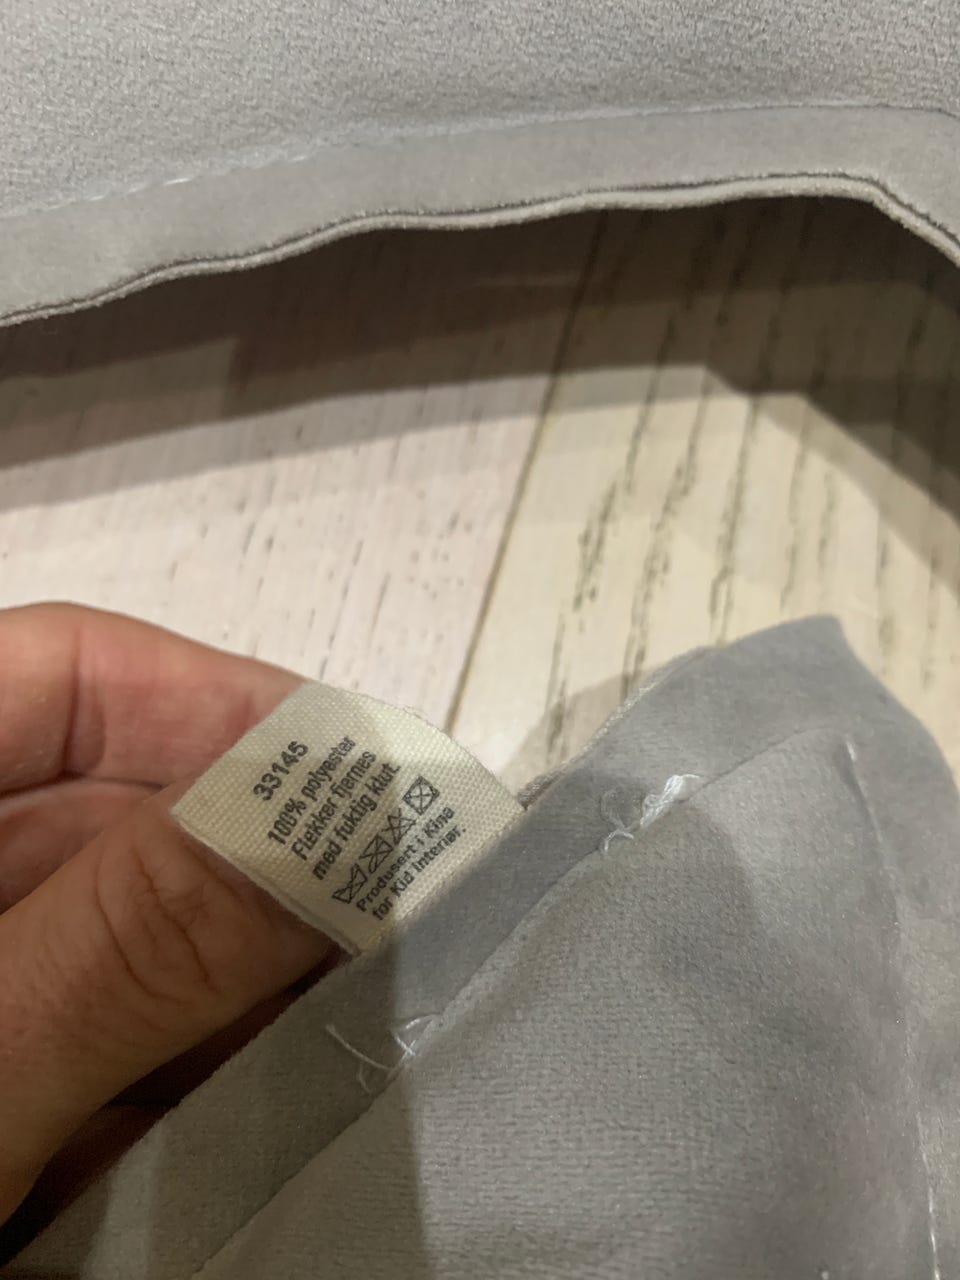 33145
100% polyester
Flekker fjernes
med fuktig klut
Produsert i Kina
for Kid Interiør.